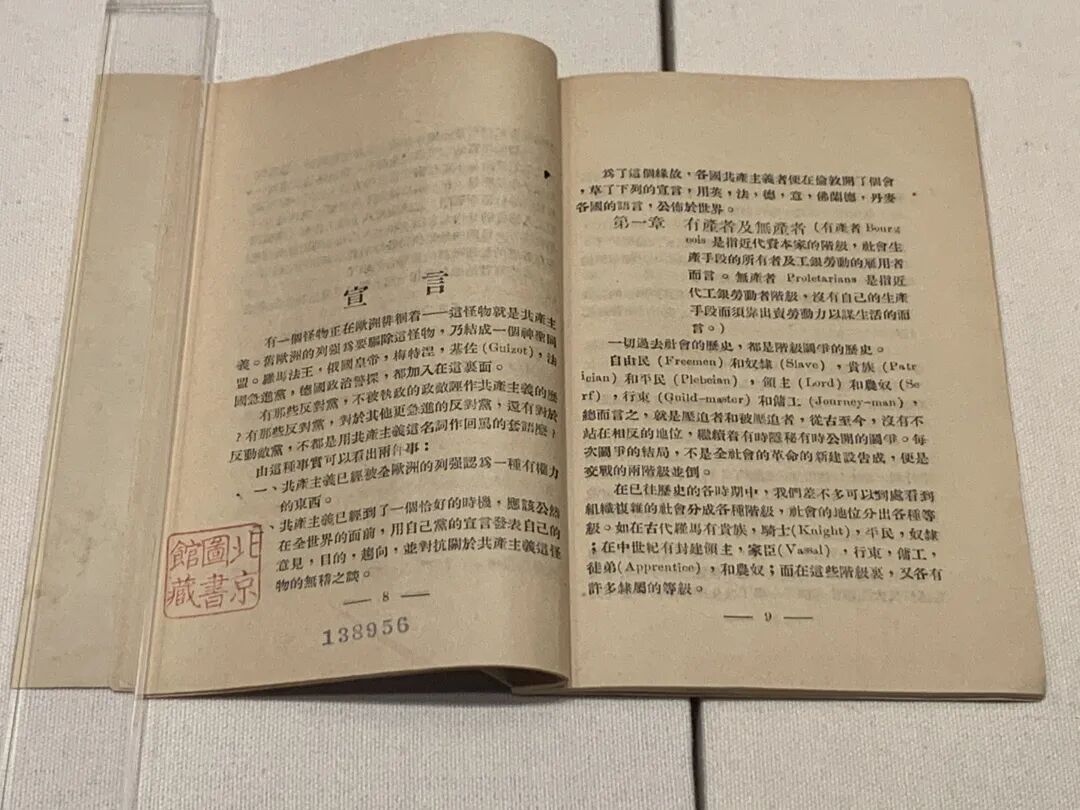 宣言
有一個怪物正在歐洲徘徊着——這怪物就是共產主
義。舊歐洲的列强爲要驅除這怪物，乃結成一個神聖同
盟。羅馬法王，俄國皇帝，梅特涅，基佐(Guizot)，法
國急進黨，德國政治警探，都加入在這裏面。
有那些反對黨，不被執政的政敵誣作共產主義的麽
？有那些反對黨，對於其他更急進的反對黨，還有對於
反動敵黨，不都是用共產主義這名詞作回罵的套語麽？
由這種事實可以看出兩件事：
一、共產主義已經被全歐洲的列强認爲一種有權力
的東西。
、共產主義已經到了一個恰好的時機，應該公然
在全世界的面前，用自己黨的宣言發表自己的
意見，目的，趨向，並對抗關於共產主義這怪
物的無稽之談。
— 8 —
138956
北京
圖書
館藏
爲了這個緣故，各國共產主義者便在倫敦開了個會
，草了下列的宣言，用英，法，德，意，佛蘭德，丹麥
各國的語言，公佈於世界。
第一章 有產者及無產者（有產者 Bourg
eois 是指近代資本家的階級，社會生
產手段的所有者及工銀勞動的雇用者
而言。無產者 Proletarians 是指近
代工銀勞動者階級，沒有自己的生產
手段而須靠出賣勞動力以謀生活的而
言。）
一切過去社會的歷史，都是階級鬭爭的歷史。
自由民 (Freemen) 和奴隸 (Slave)，貴族 (Patr
ician) 和平民 (Plebeian)，領主 (Lord) 和農奴 (Se-
rf)，行東 (Guild-master) 和傭工 (Journey-man)，
總而言之，就是壓迫者和被壓迫者，從古至今，沒有不
站在相反的地位，繼續着有時隱秘有時公開的鬭爭。每
次鬭爭的結局，不是全社會的革命的新建設告成，便是
交戰的兩階級並倒。
在已往歷史的各時期中，我們差不多可以到處看到
組織複雜的社會分成各種階級，社會的地位分出各種等
級。如在古代羅馬有貴族，騎士(Knight)，平民，奴隸
；在中世紀有封建領主，家臣(Vassal)，行東，傭工，
徒弟(Apprentice)，和農奴；而在這些階級裏，又各有
許多隸屬的等級。
— 9 —